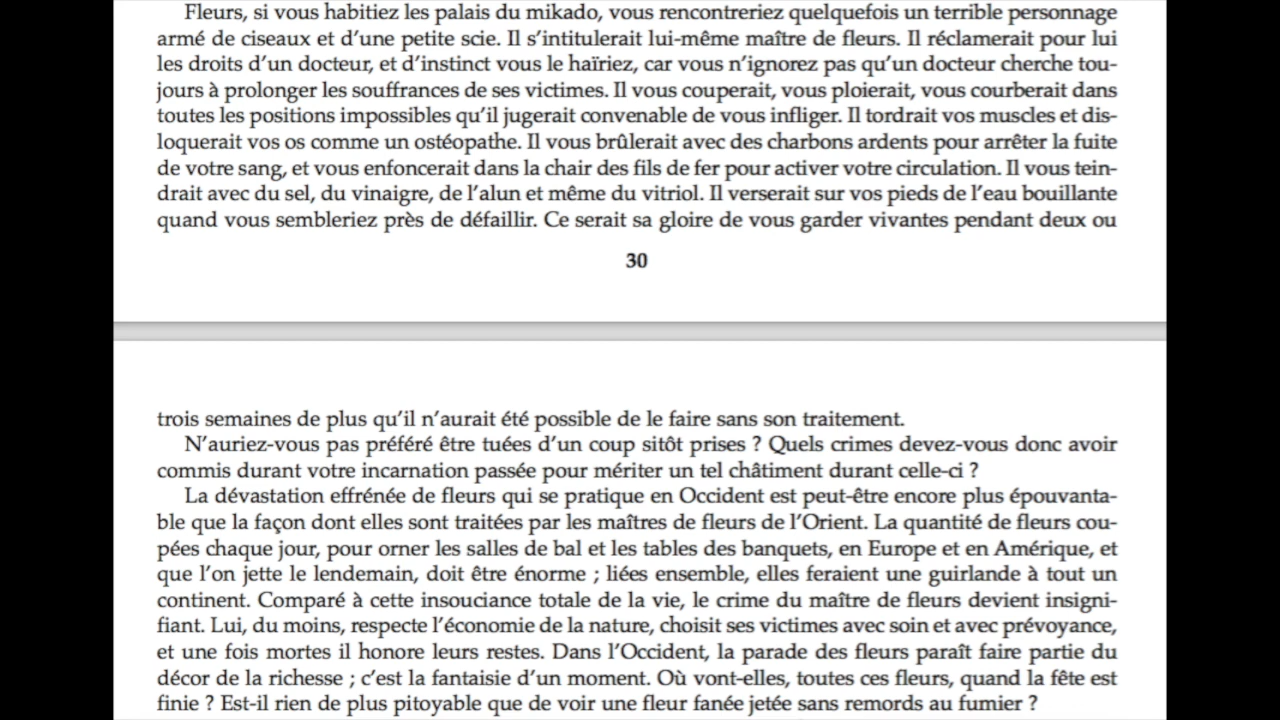 Fleurs, si vous habitiez les palais du mikado, vous rencontreriez quelquefois un terrible personnage
armé de ciseaux et d’une petite scie. Il s’intitulerait lui-même maître de fleurs. Il réclamerait pour lui
les droits d’un docteur, et d’instinct vous le haïriez, car vous n’ignorez pas qu’un docteur cherche tou-
jours à prolonger les souffrances de ses victimes. Il vous couperait, vous ploierait, vous courberait dans
toutes les positions impossibles qu’il jugerait convenable de vous infliger. Il tordrait vos muscles et dis-
loquerait vos os comme un ostéopathe. Il vous brûlerait avec des charbons ardents pour arrêter la fuite
de votre sang, et vous enfoncerait dans la chair des fils de fer pour activer votre circulation. Il vous tein-
drait avec du sel, du vinaigre, de l’alun et même du vitriol. Il verserait sur vos pieds de l’eau bouillante
quand vous sembleriez près de défaillir. Ce serait sa gloire de vous garder vivantes pendant deux ou
30
trois semaines de plus qu’il n’aurait été possible de le faire sans son traitement.
N’auriez-vous pas préféré être tuées d’un coup sitôt prises ? Quels crimes devez-vous donc avoir
commis durant votre incarnation passée pour mériter un tel châtiment durant celle-ci ?
La dévastation effrénée de fleurs qui se pratique en Occident est peut-être encore plus épouvanta-
ble que la façon dont elles sont traitées par les maîtres de fleurs de l’Orient. La quantité de fleurs cou-
pées chaque jour, pour orner les salles de bal et les tables des banquets, en Europe et en Amérique, et
que l’on jette le lendemain, doit être énorme ; liées ensemble, elles feraient une guirlande à tout un
continent. Comparé à cette insouciance totale de la vie, le crime du maître de fleurs devient insigni-
fiant. Lui, du moins, respecte l’économie de la nature, choisit ses victimes avec soin et avec prévoyance,
et une fois mortes il honore leurs restes. Dans l’Occident, la parade des fleurs paraît faire partie du
décor de la richesse ; c’est la fantaisie d’un moment. Où vont-elles, toutes ces fleurs, quand la fête est
finie ? Est-il rien de plus pitoyable que de voir une fleur fanée jetée sans remords au fumier ?